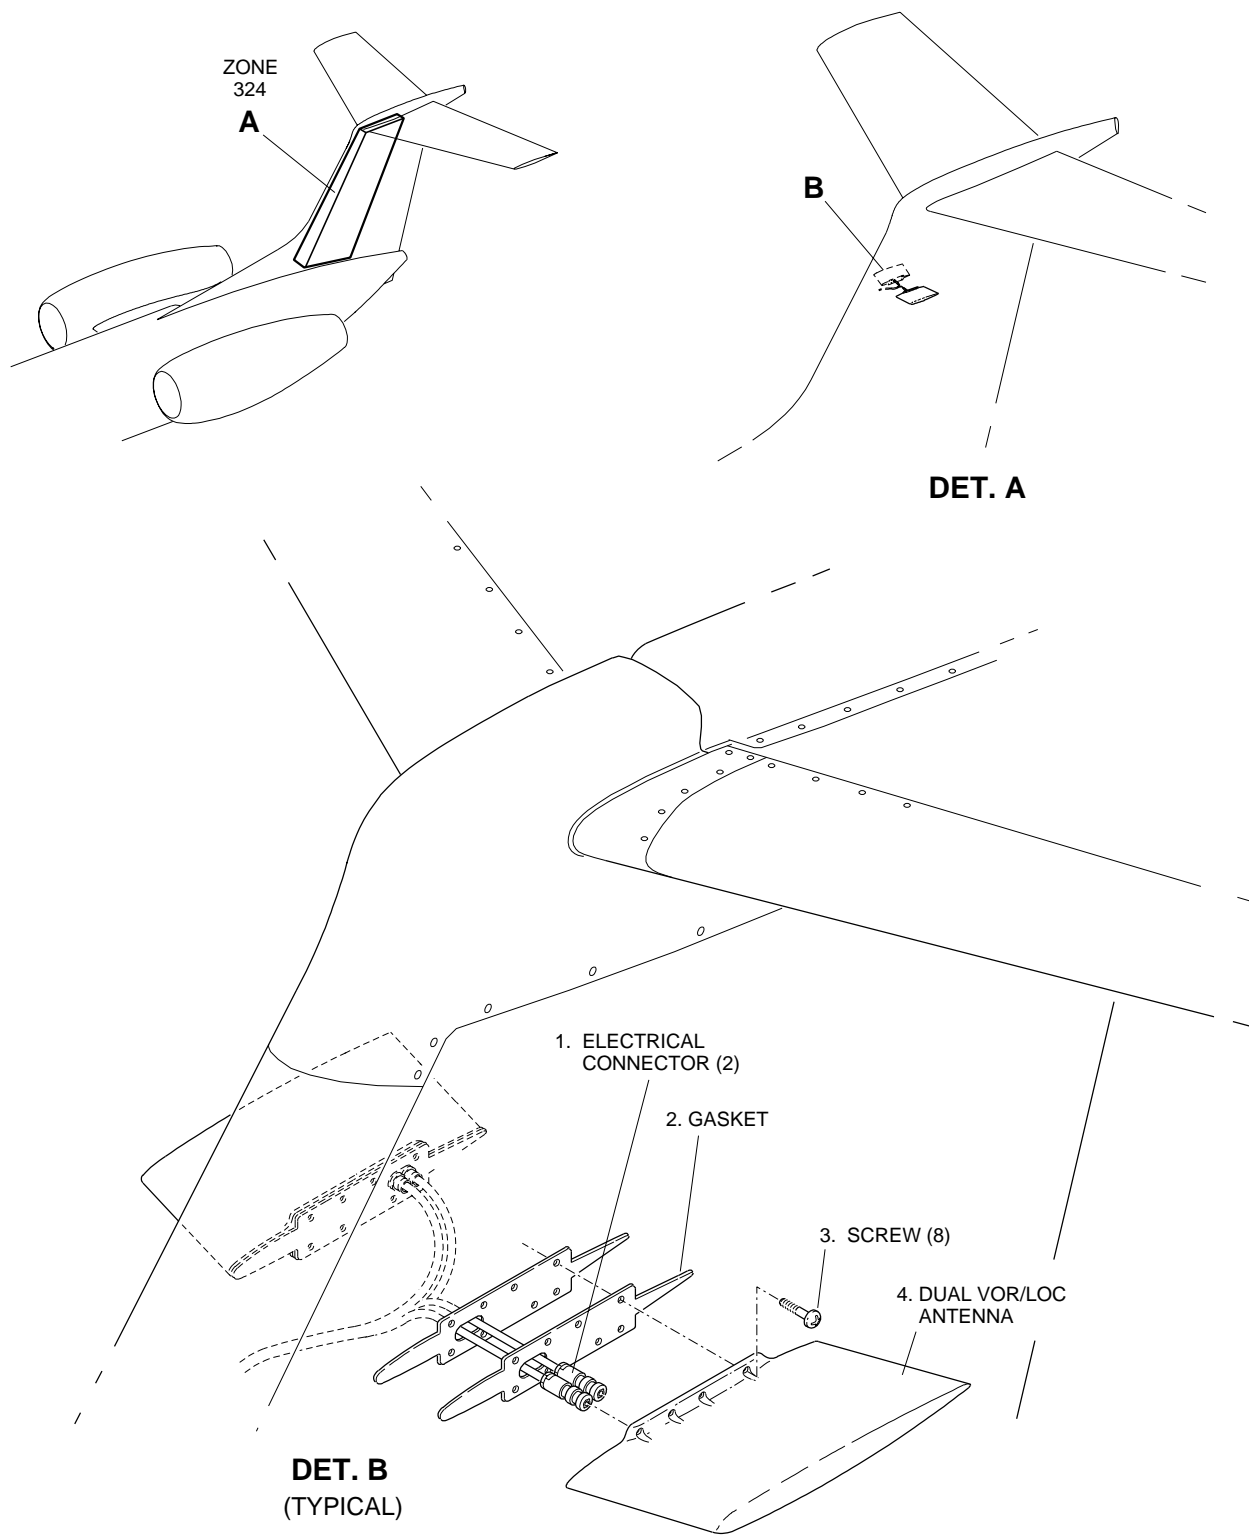 ZONE
324
A
B
DET. A
1. ELECTRICAL
CONNECTOR (2)
2. GASKET
3. SCREW (8)
4. DUAL VOR/LOC
ANTENNA
DET. B
(TYPICAL)